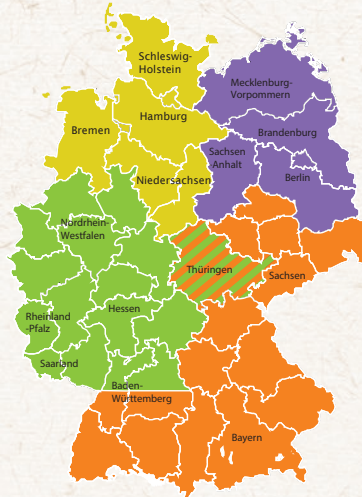 Schleswig-
Holstein
Mecklenburg-
Vorpommern
Hamburg
Bremen
Brandenburg
Sachsen
-Anhalt
Berlin
Niedersachsen
Nordrhein-
Westfalen
Thüringen
Sachsen
Hessen
Rheinland
-Pfalz
Saarland
Baden-
Württemberg
Bayern